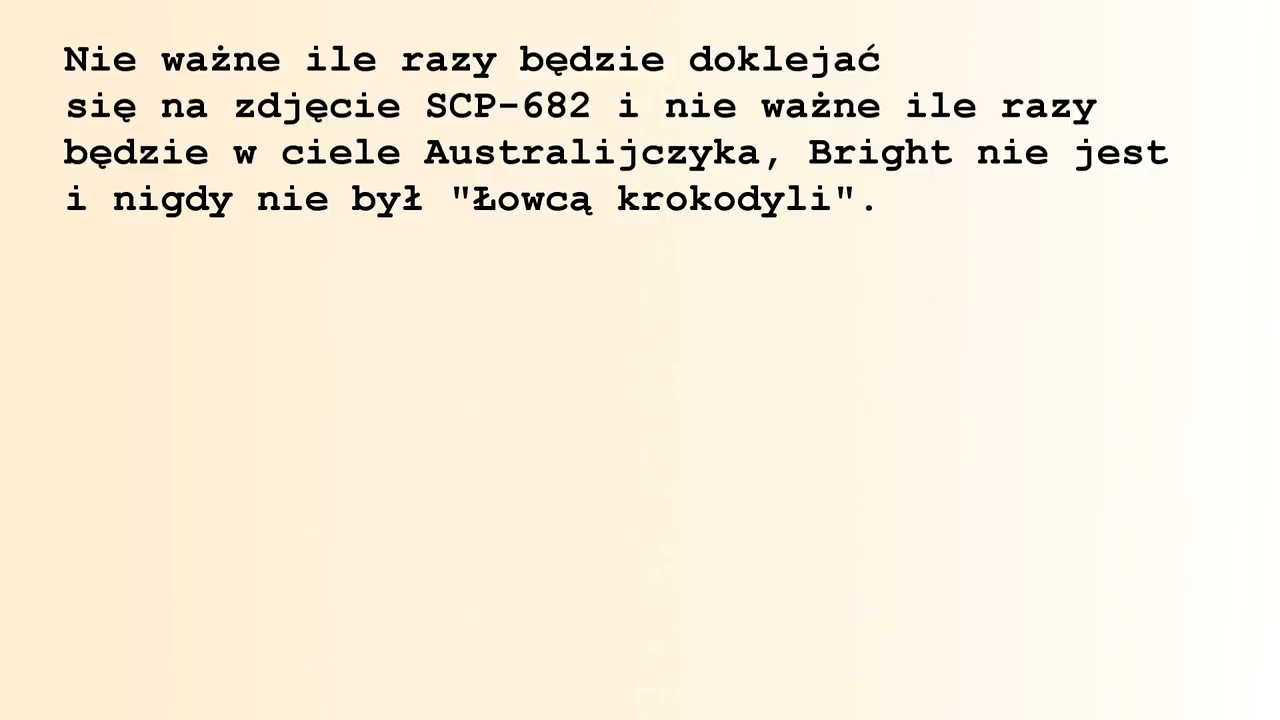 Nie ważne ile razy będzie doklejać
się na zdjęcie SCP-682 i nie ważne ile razy
będzie w ciele Australijczyka, Bright nie jest
i nigdy nie był "Łowcą krokodyli".